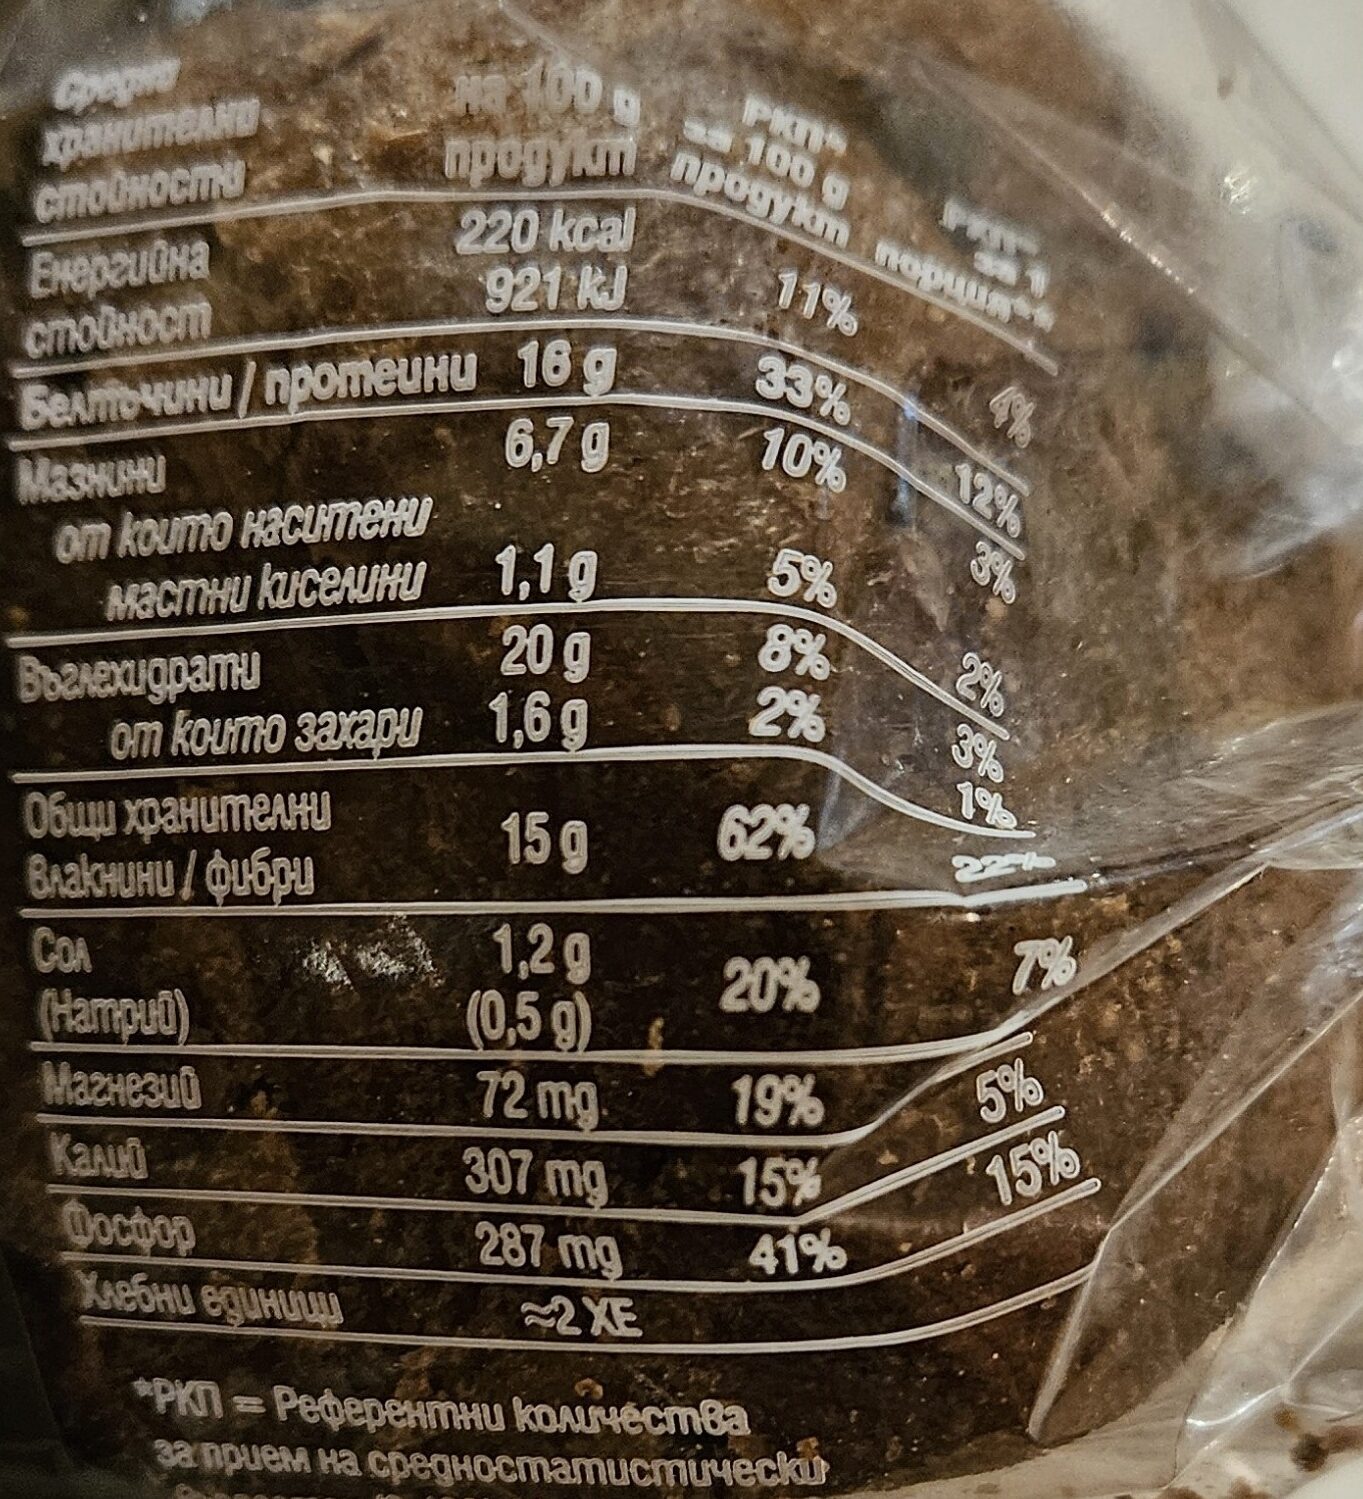 Средни хранителни стойности на 100 g продукт РКП* за 100 g продукт РКП* за 1 порция**
Енергийна стойност 220 kcal 921 kJ 11% 4%
Белтъчини / протеини 16 g 33% 12%
Мазнини 6,7 g 10% 3%
от които наситени
мастни киселини 1,1 g 5% 2%
Въглехидрати 20 g 8% 3%
от които захари 1,6 g 2% 1%
Общи хранителни
влакнини / фибри 15 g 62% 22%
Сол 1,2 g 20% 7%
(Натрий) (0,5 g)
Магнезий 72 mg 19%
Калий 307 mg 15% 5%
Фосфор 287 mg 41% 15%
Хлебни единици ≈2 ХЕ
*РКП = Референтни количества
за прием на средностатистически